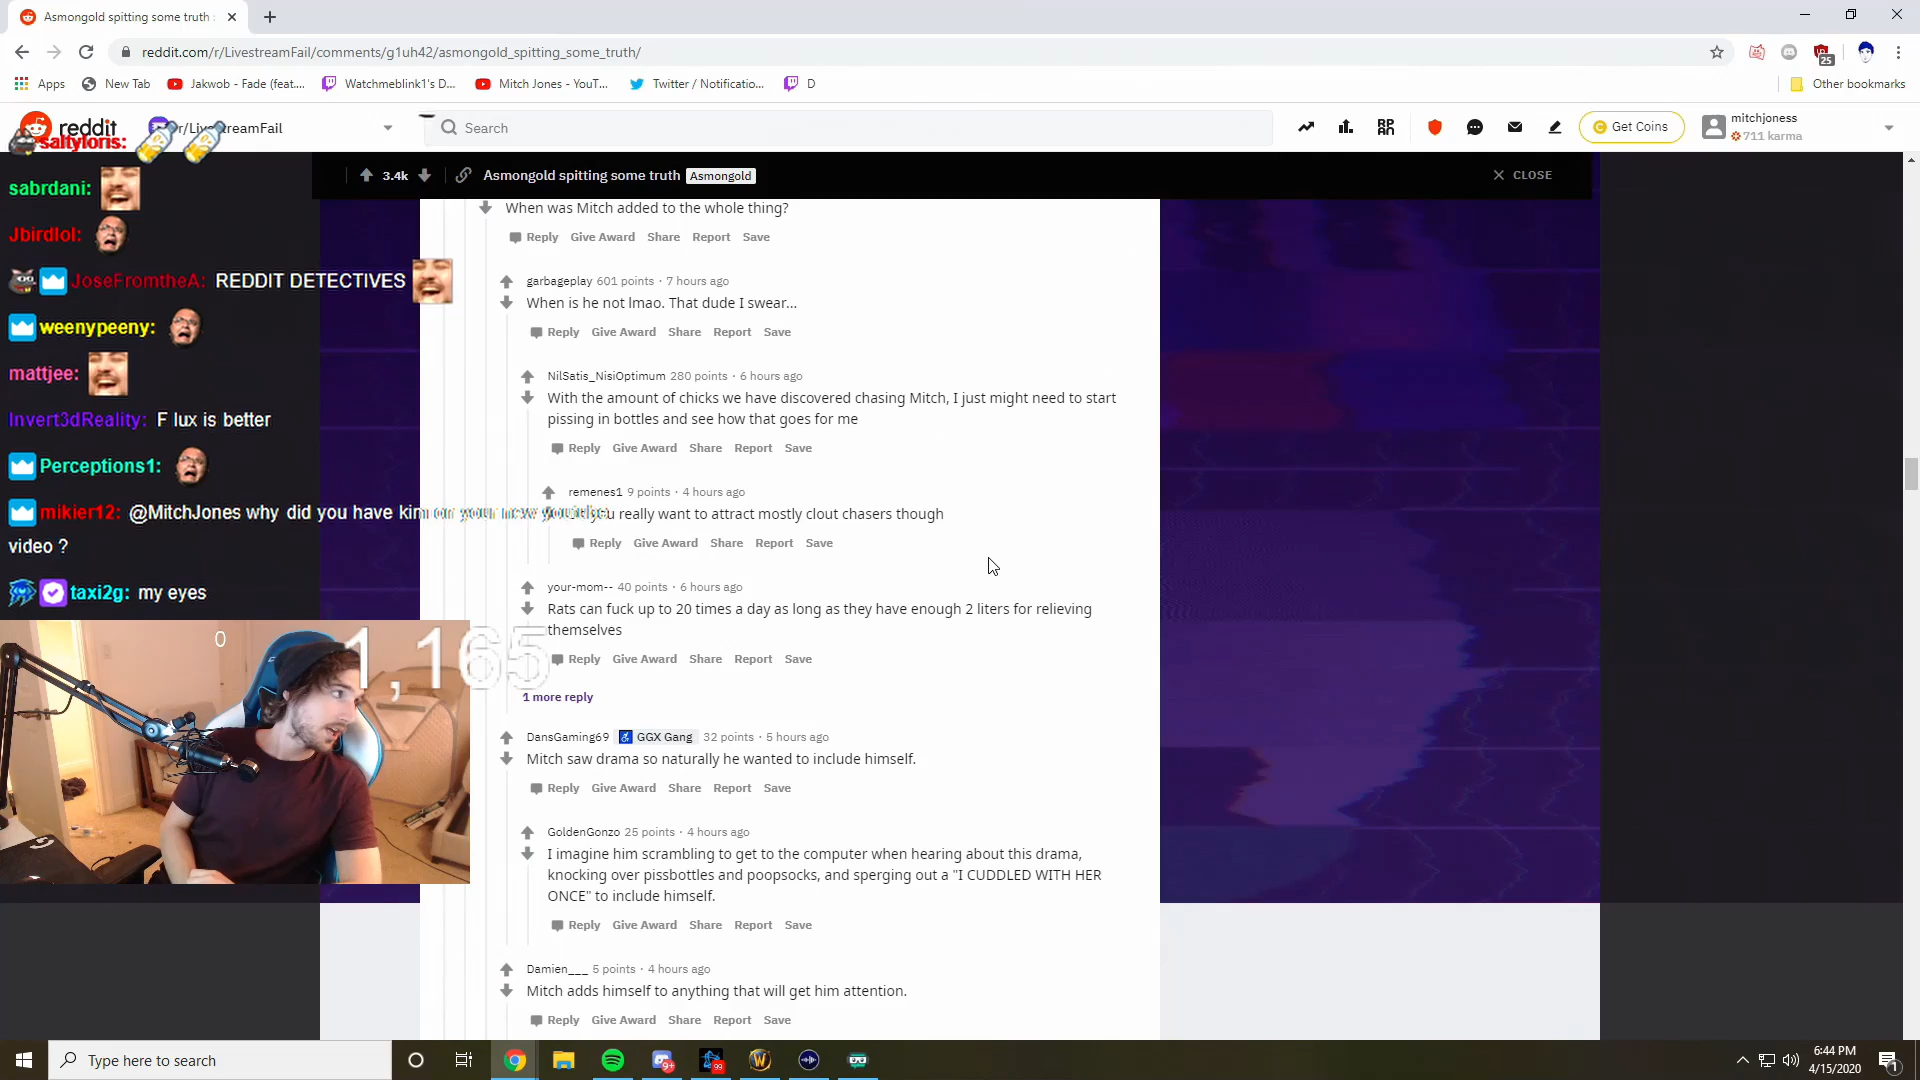 Asmongold spitting some truth
reddit.com/r/LivestreamFail/comments/g1uh42/asmongold_spitting_some_truth/
25
Apps New Tab Jakwob - Fade (feat.... Watchmeblink1's D... Mitch Jones - YouT... Twitter / Notificatio... D Other bookmarks
reddit Search Get Coins mitchjoness
711 karma
saltyloris:
3.4k Asmongold spitting some truth Asmongold CLOSE
sabrdani:
When was Mitch added to the whole thing?
Reply Give Award Share Report Save
Jbirdlol:
JoseFromtheA: REDDIT DETECTIVES
garbageplay 601 points · 7 hours ago
When is he not lmao. That dude I swear...
Reply Give Award Share Report Save
weenypeeny:
mattjee:
NilSatis_NisiOptimum 280 points · 6 hours ago
With the amount of chicks we have discovered chasing Mitch, I just might need to start
pissing in bottles and see how that goes for me
Reply Give Award Share Report Save
Invert3dReality: F lux is better
Perceptions1:
remenes1 9 points · 4 hours ago
you really want to attract mostly clout chasers though
Reply Give Award Share Report Save
mikier12: @MitchJones why did you have kim on your new
video ?
taxi2g: my eyes
your-mom-- 40 points · 6 hours ago
Rats can fuck up to 20 times a day as long as they have enough 2 liters for relieving
themselves
Reply Give Award Share Report Save
1 more reply
0
1,165
DansGaming69 GGX Gang 32 points · 5 hours ago
Mitch saw drama so naturally he wanted to include himself.
Reply Give Award Share Report Save
GoldenGonzo 25 points · 4 hours ago
I imagine him scrambling to get to the computer when hearing about this drama,
knocking over pissbottles and poopsocks, and sperging out a "I CUDDLED WITH HER
ONCE" to include himself.
Reply Give Award Share Report Save
Damien___ 5 points · 4 hours ago
Mitch adds himself to anything that will get him attention.
Reply Give Award Share Report Save
Type here to search
9+
99
6:44 PM
4/15/2020
1